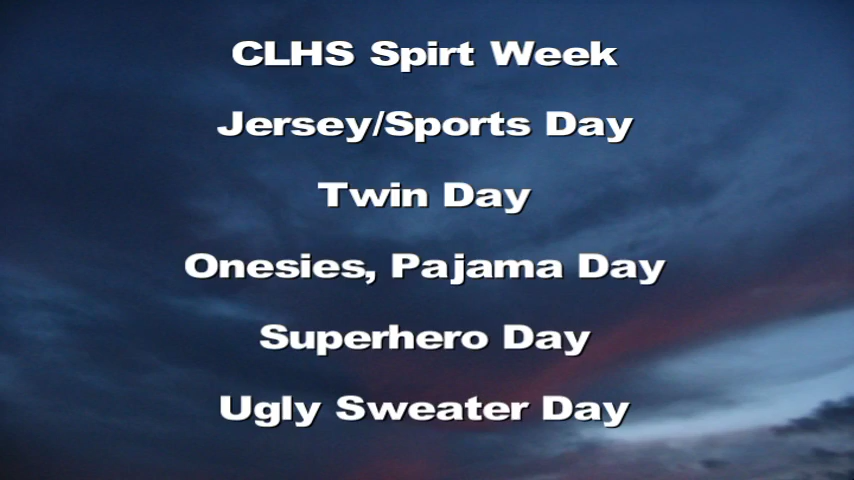 CLHS Spirt Week
Jersey/Sports Day
Twin Day
Onesies, Pajama Day
Superhero Day
Ugly Sweater Day